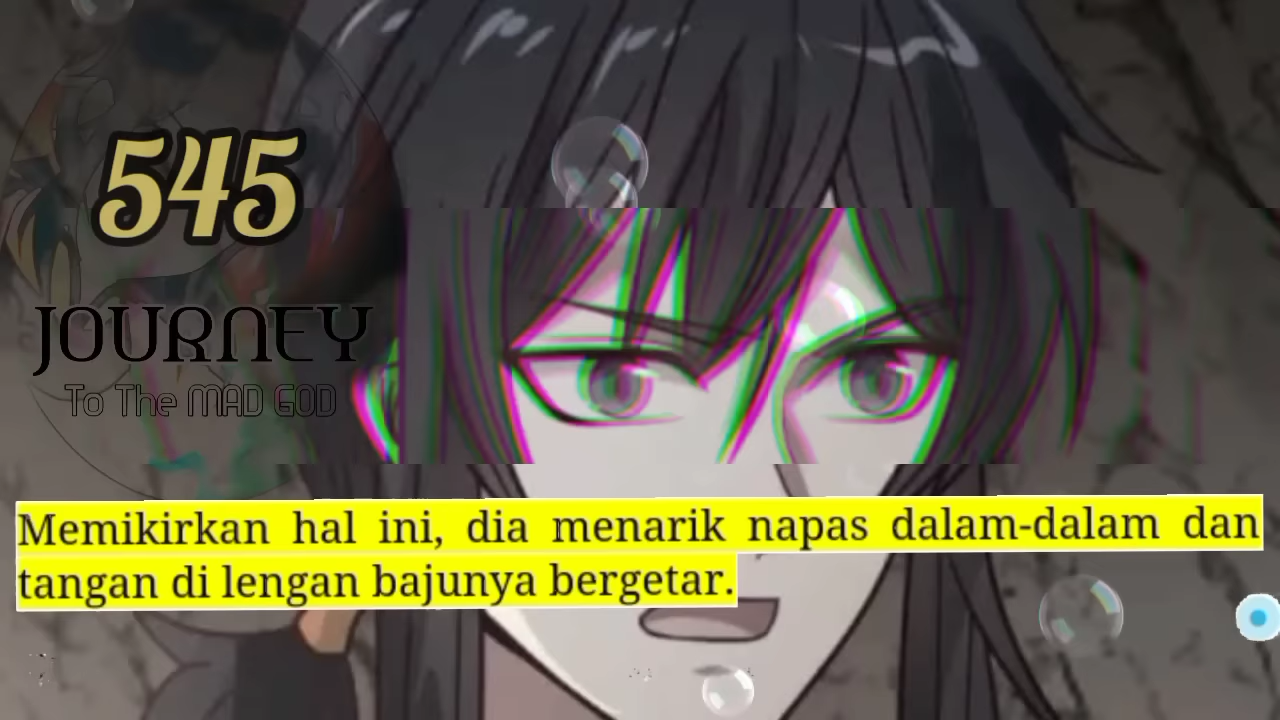 545
JOURNEY
To The MAD GOD
Memikirkan hal ini, dia menarik napas dalam-dalam dan
tangan di lengan bajunya bergetar.